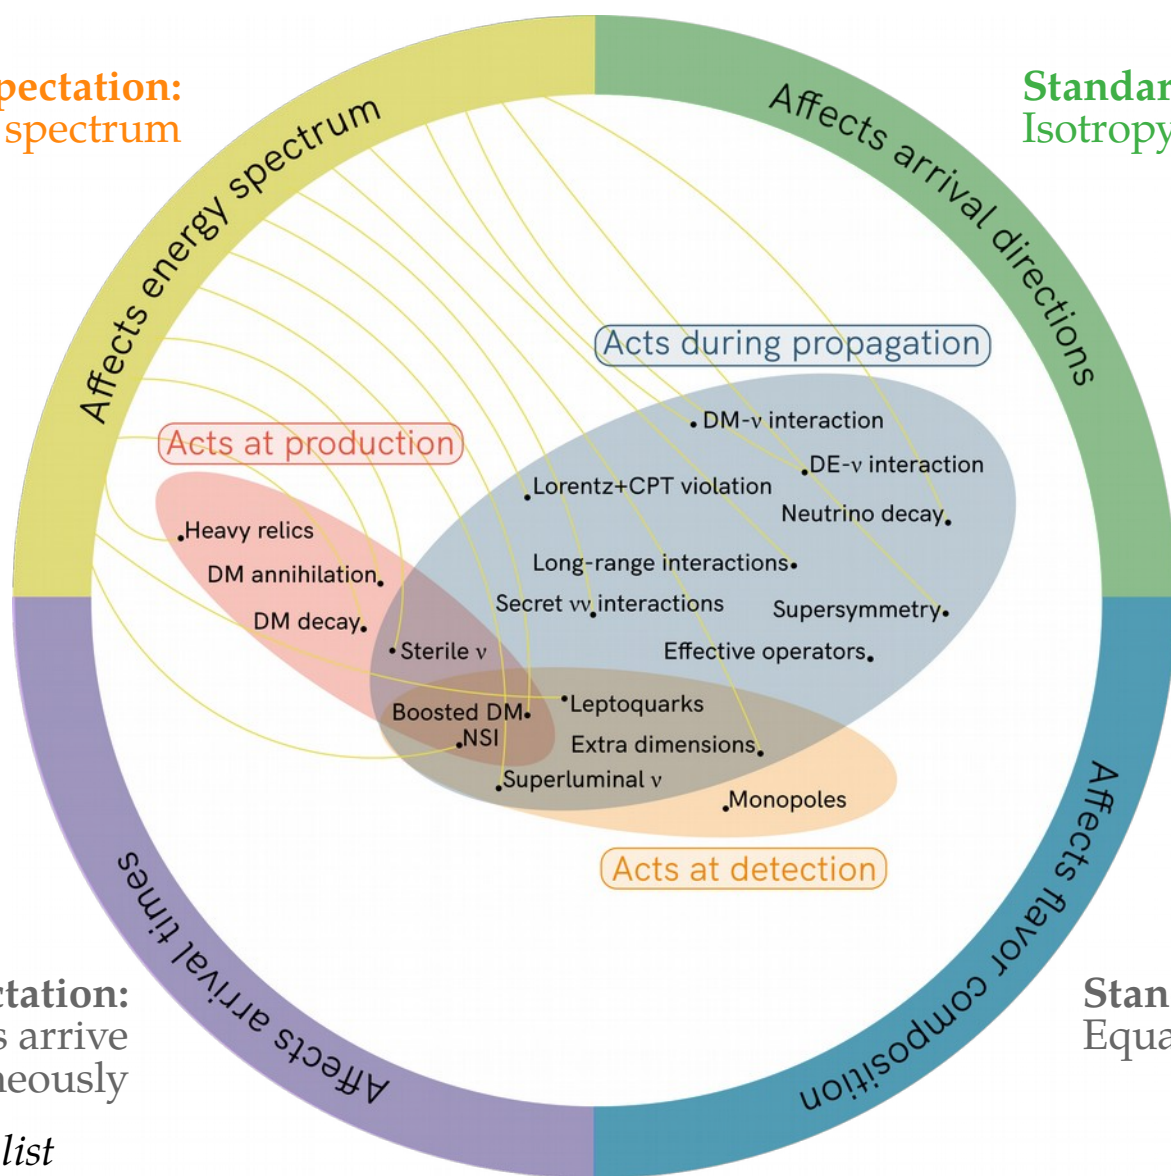 pectation:
spectrum
Standar
Isotropy
Affects energy spectrum
Affects arrival directions
Acts during propagation
DM-ν interaction
Acts at production
DE-ν interaction
Lorentz+CPT violation
Neutrino decay
Heavy relics
Long-range interactions
DM annihilation
Secret νν interactions
Supersymmetry
DM decay
Sterile ν
Effective operators
Leptoquarks
Boosted DM
NSI
Extra dimensions
Superluminal ν
Monopoles
Acts at detection
Affects arrival times
Affects flavor composition
ctation:
s arrive
neously
Stan
Equa
list